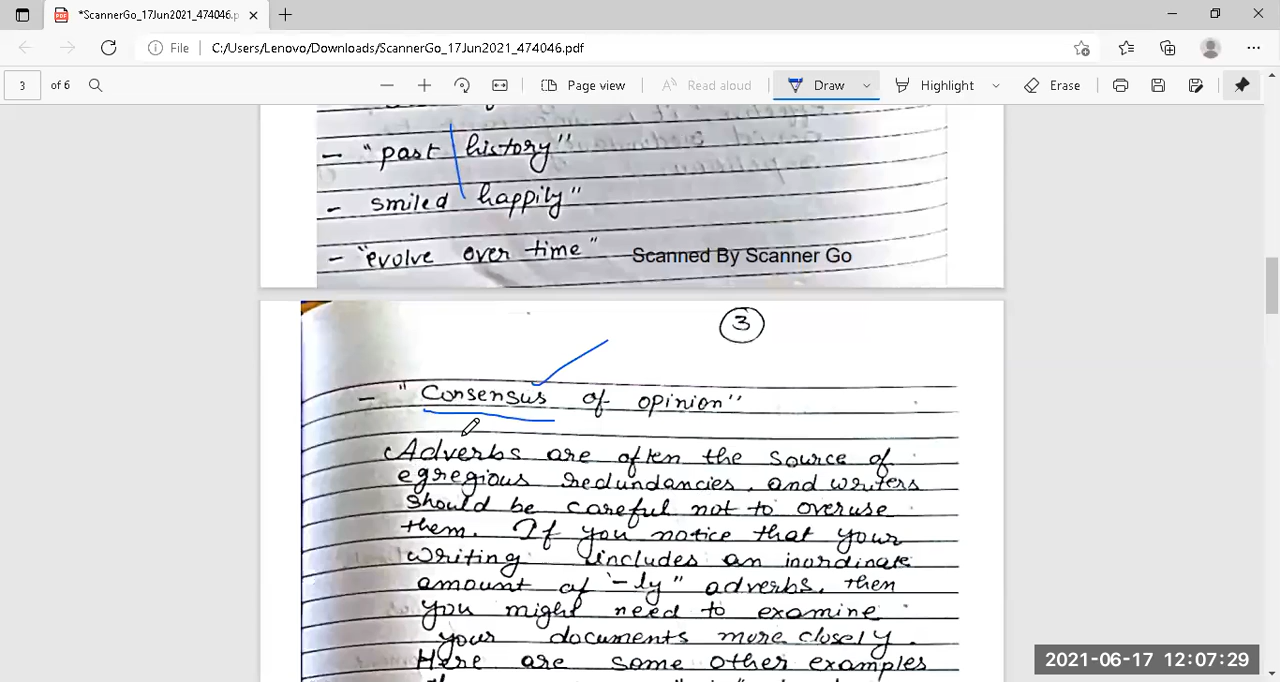 *ScannerGo_17Jun2021_474046.p
File C:/Users/Lenovo/Downloads/ScannerGo_17Jun2021_474046.pdf
3 of 6 Page view Read aloud Draw Highlight Erase
- "past history"
- smiled happily"
- "evolve over time"
Scanned By Scanner Go
3
- "Consensus of opinion"
Adverbs are often the source of
egregious redundancies, and writers
should be careful not to overuse
them. If you notice that your
writing includes an inordinate
amount of '-ly" adverbs, then
you might need to examine
your documents more closely.
Here are some other examples
2021-06-17 12:07:29